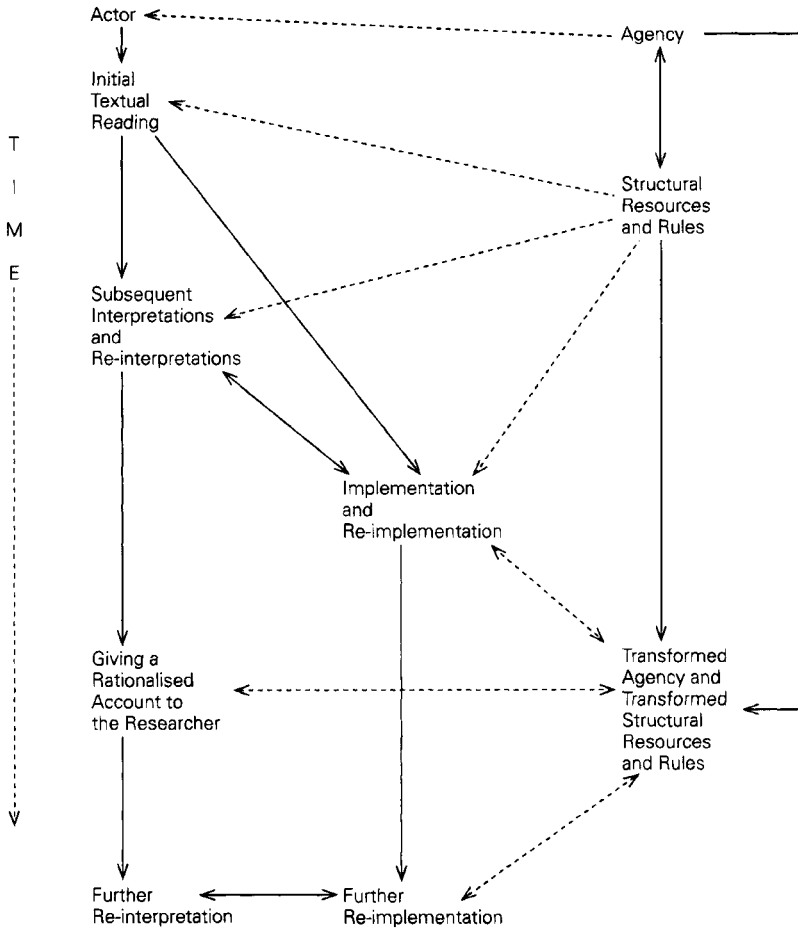 Actor
Agency
Initial
Textual
Reading
T
I
M
E
Structural
Resources
and Rules
Subsequent
Interpretations
and
Re-interpretations
Implementation
and
Re-implementation
Giving a
Rationalised
Account to
the Researcher
Transformed
Agency and
Transformed
Structural
Resources
and Rules
Further
Re-interpretation
Further
Re-implementation